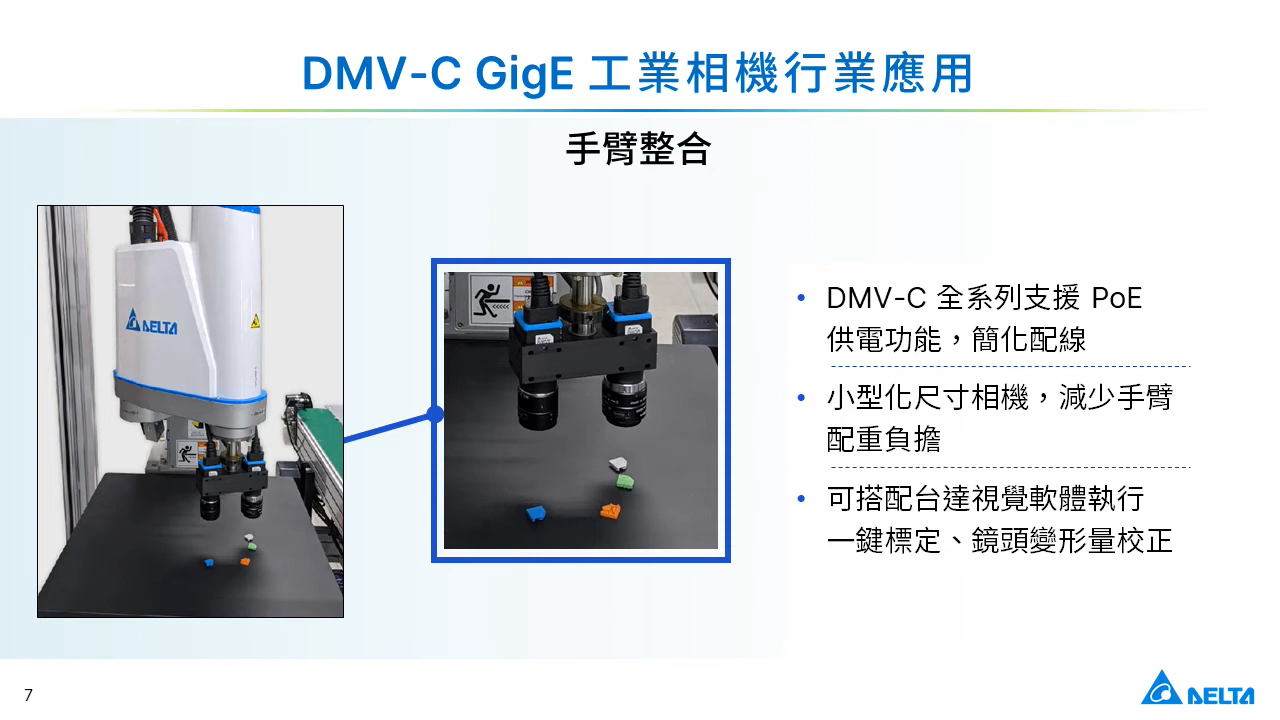 DMV-C GigE 工業相機行業應用
手臂整合
DELTA
• DMV-C 全系列支援 PoE
供電功能，簡化配線
• 小型化尺寸相機，減少手臂
配重負擔
• 可搭配台達視覺軟體執行
一鍵標定、鏡頭變形量校正
7
DELTA